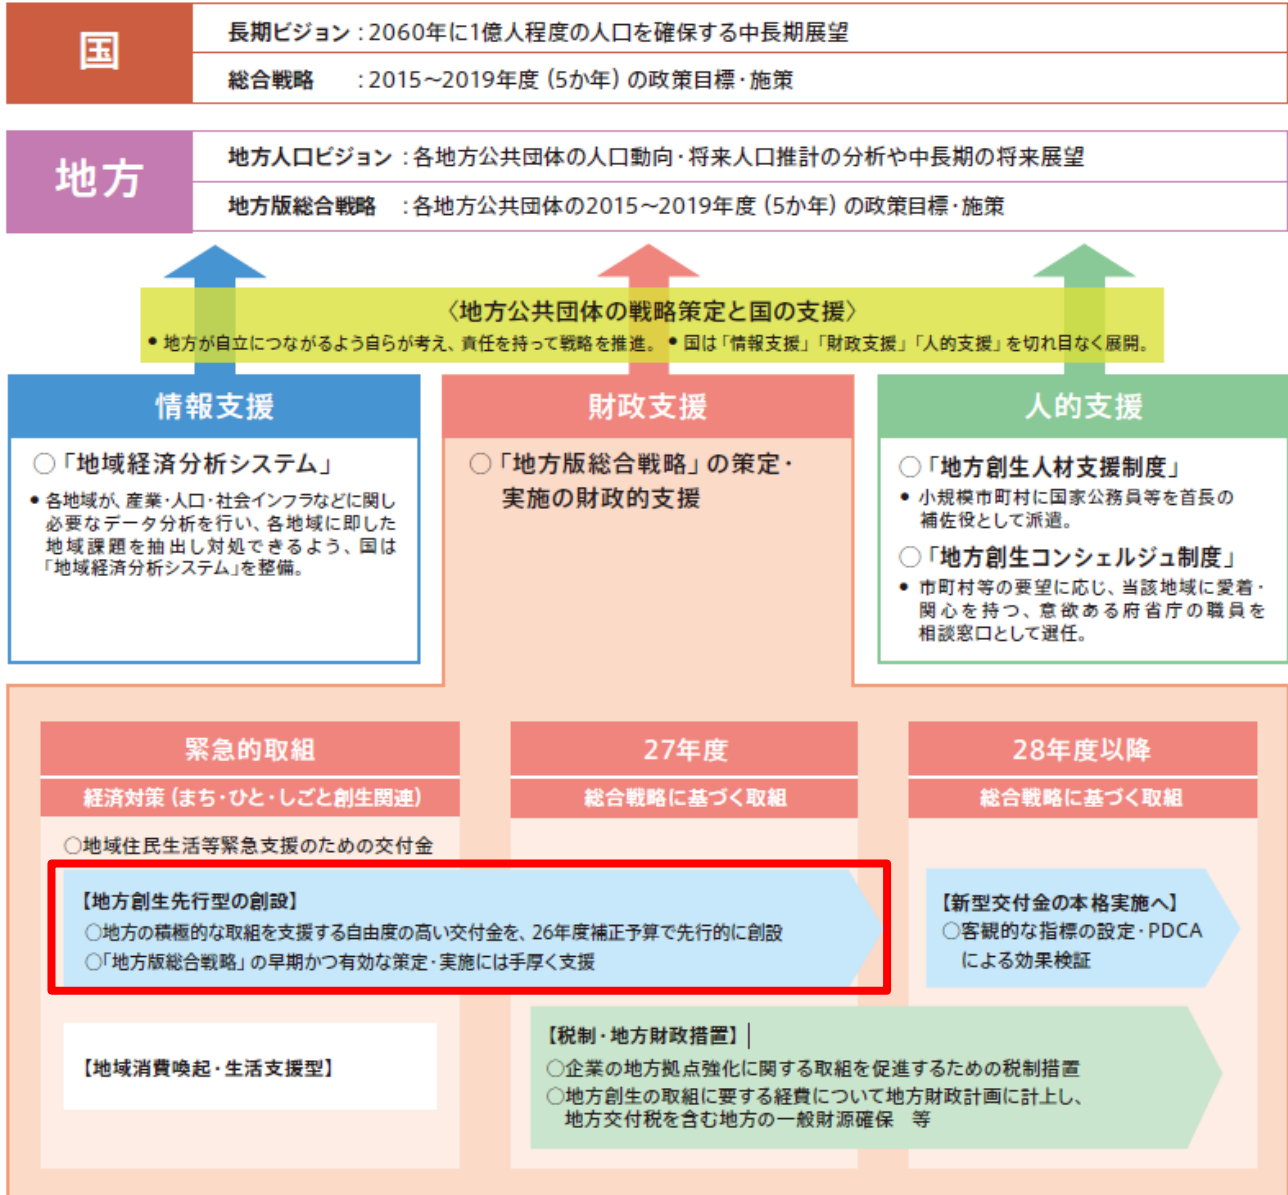 国
長期ビジョン：2060年に1億人程度の人口を確保する中長期展望
総合戦略　：2015～2019年度（5か年）の政策目標・施策
地方
地方人口ビジョン：各地方公共団体の人口動向・将来人口推計の分析や中長期の将来展望
地方版総合戦略　：各地方公共団体の2015～2019年度（5か年）の政策目標・施策
〈地方公共団体の戦略策定と国の支援〉
● 地方が自立につながるよう自らが考え、責任を持って戦略を推進。 ● 国は「情報支援」「財政支援」「人的支援」を切れ目なく展開。
情報支援
○「地域経済分析システム」
● 各地域が、産業・人口・社会インフラなどに関し
必要なデータ分析を行い、各地域に即した
地域課題を抽出し対処できるよう、国は
「地域経済分析システム」を整備。
財政支援
○「地方版総合戦略」の策定・
実施の財政的支援
人的支援
○「地方創生人材支援制度」
● 小規模市町村に国家公務員等を首長の
補佐役として派遣。
○「地方創生コンシェルジュ制度」
● 市町村等の要望に応じ、当該地域に愛着・
関心を持つ、意欲ある府省庁の職員を
相談窓口として選任。
緊急的取組
経済対策（まち・ひと・しごと創生関連）
○地域住民生活等緊急支援のための交付金
27年度
総合戦略に基づく取組
28年度以降
総合戦略に基づく取組
【地方創生先行型の創設】
○地方の積極的な取組を支援する自由度の高い交付金を、26年度補正予算で先行的に創設
○「地方版総合戦略」の早期かつ有効な策定・実施には手厚く支援
【新型交付金の本格実施へ】
○客観的な指標の設定・PDCA
による効果検証
【地域消費喚起・生活支援型】
【税制・地方財政措置】
○企業の地方拠点強化に関する取組を促進するための税制措置
○地方創生の取組に要する経費について地方財政計画に計上し、
地方交付税を含む地方の一般財源確保　等